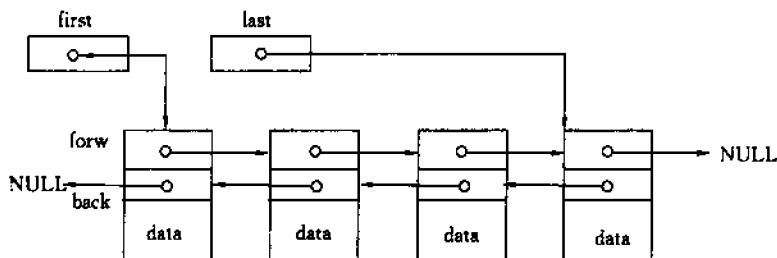 first last
forw
NULL
NULL
back
data data data data